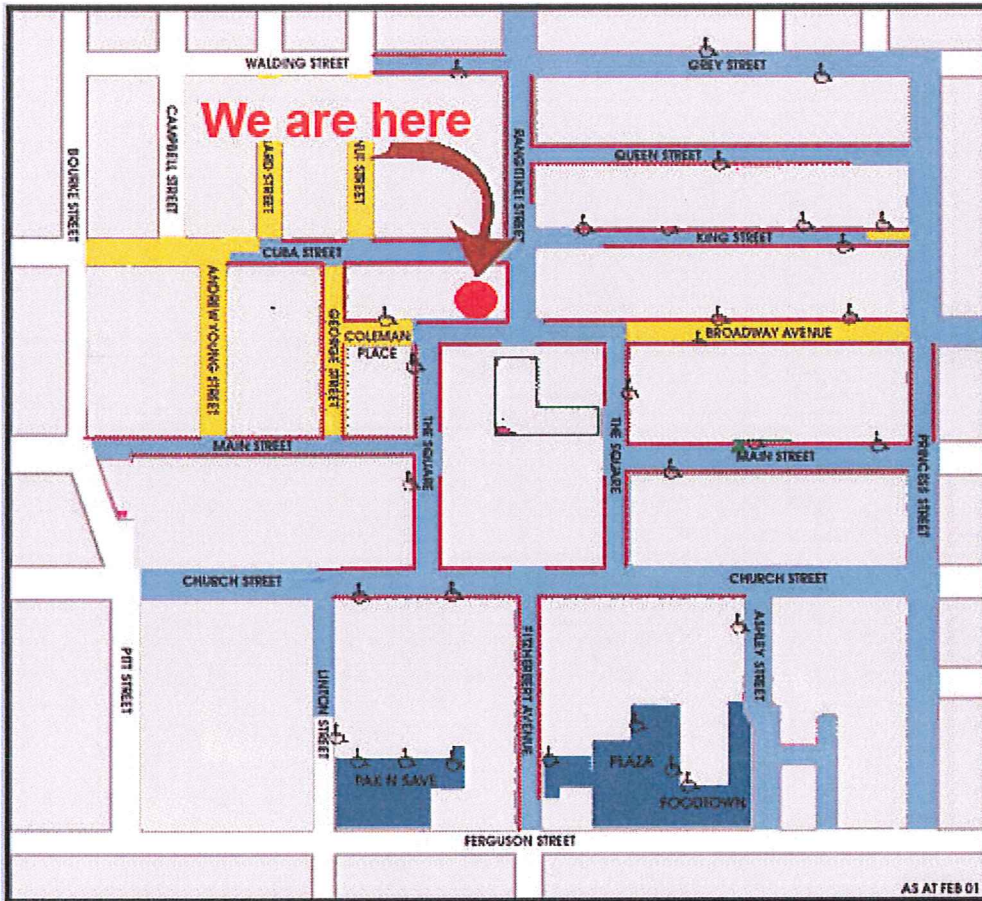 WALDING STREET
GREY STREET
We are here
CAMPBELL STREET
BOURKE STREET
LARD STREET
NUE STREET
RANGITIKEI STREET
QUEEN STREET
KING STREET
CUBA STREET
ANDREW YOUNG STREET
GEORGE STREET
COLEMAN
PLACE
BROADWAY AVENUE
MAIN STREET
THE SQUARE
THE SQUARE
MAIN STREET
PRINCESS STREET
CHURCH STREET
CHURCH STREET
PITT STREET
LINTON STREET
FITZHERBERT AVENUE
ASHLEY STREET
PAK N SAVE
PLAZA
FOODTOWN
FERGUSON STREET
AS AT FEB 01